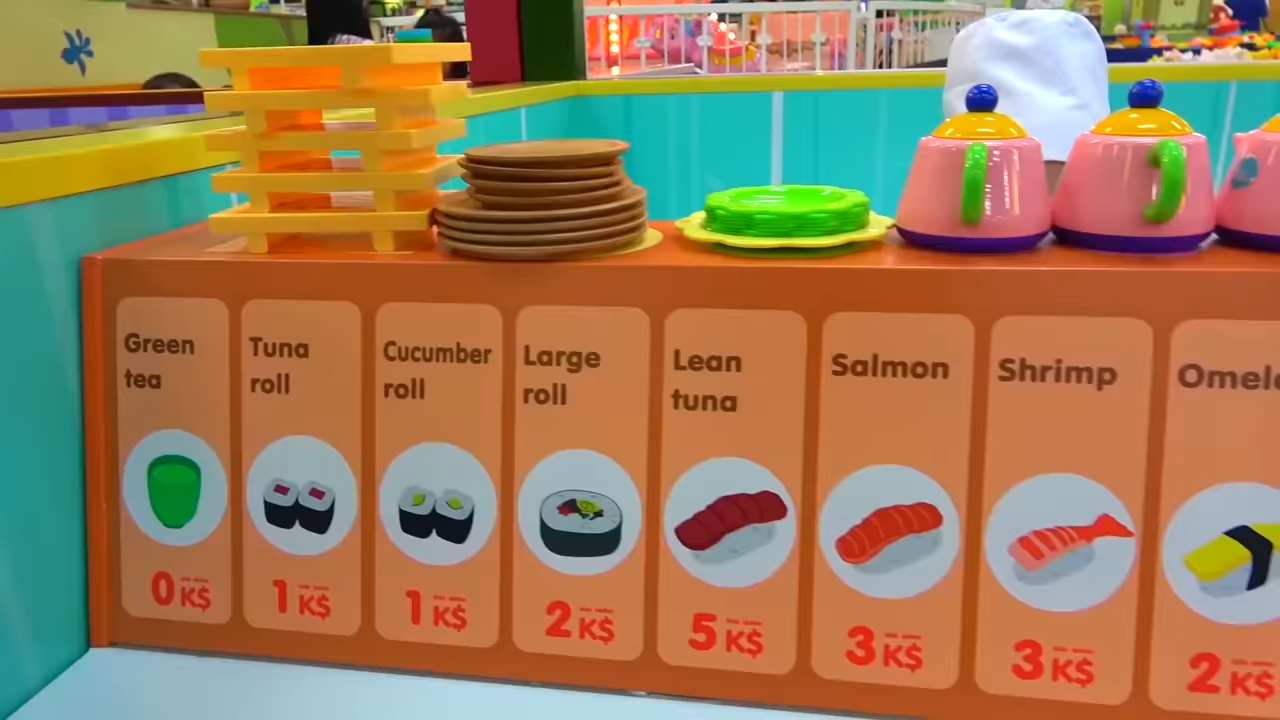 Green
tea
0 K$
Tuna
roll
1 K$
Cucumber
roll
1 K$
Large
roll
2 K$
Lean
tuna
5 K$
Salmon
3 K$
Shrimp
3 K$
Omel
2 K$